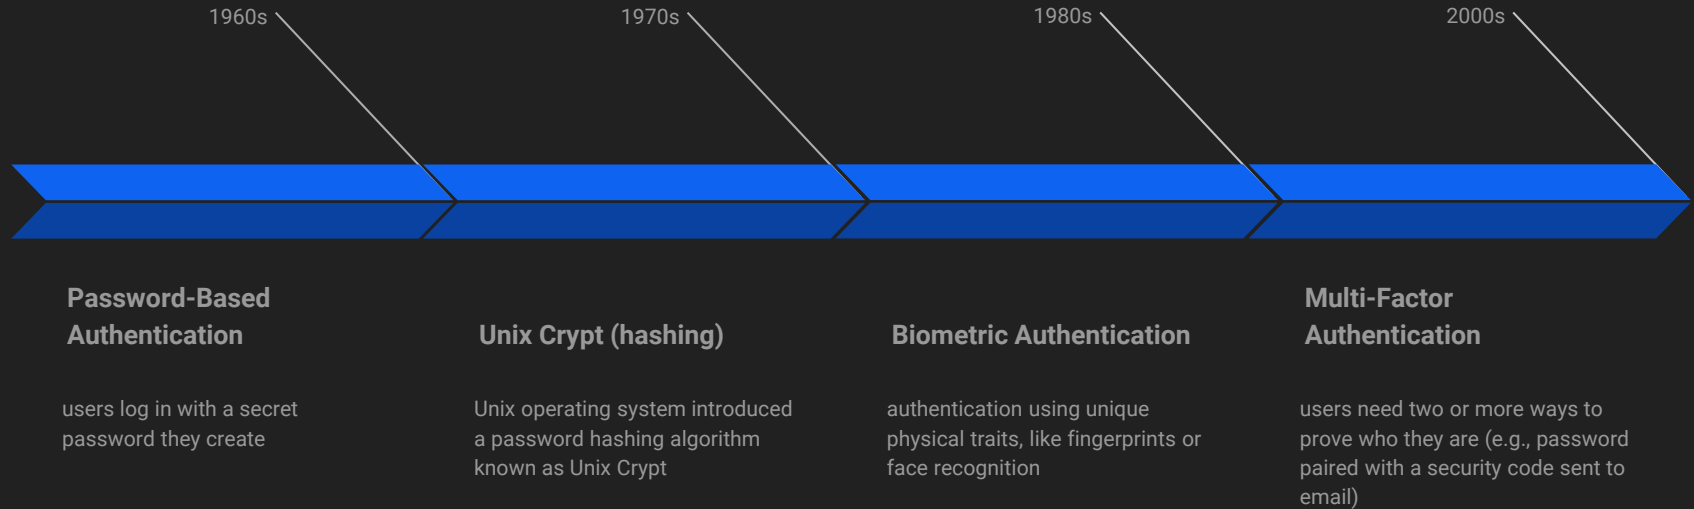 1960s
1970s
1980s
2000s
Password-Based
Authentication
users log in with a secret
password they create
Unix Crypt (hashing)
Unix operating system introduced
a password hashing algorithm
known as Unix Crypt
Biometric Authentication
authentication using unique
physical traits, like fingerprints or
face recognition
Multi-Factor
Authentication
users need two or more ways to
prove who they are (e.g., password
paired with a security code sent to
email)